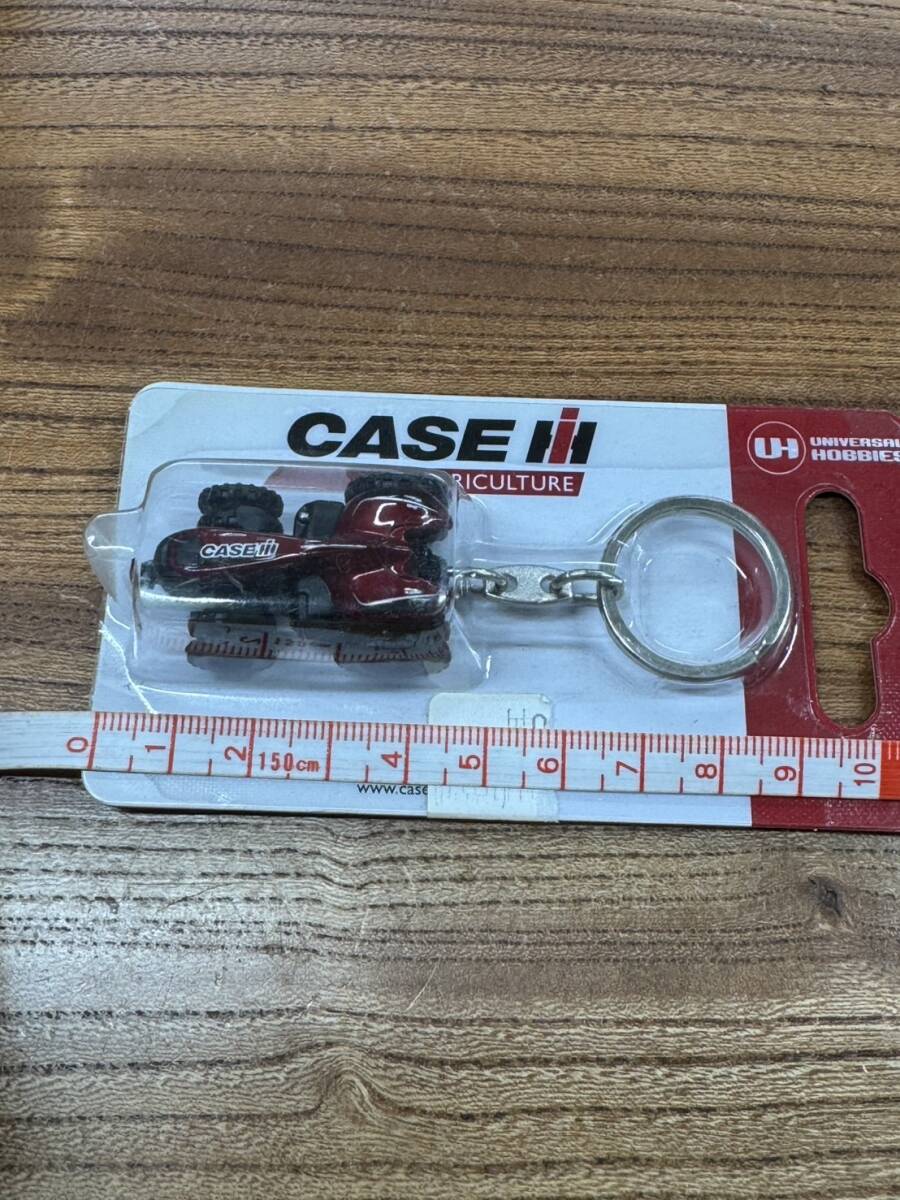 CASE IH
RICULTURE
UH UNIVERSAL
HOBBIES
CASE IH
0 1 2 150cm 4 5 6 7 8 9 10
www.case